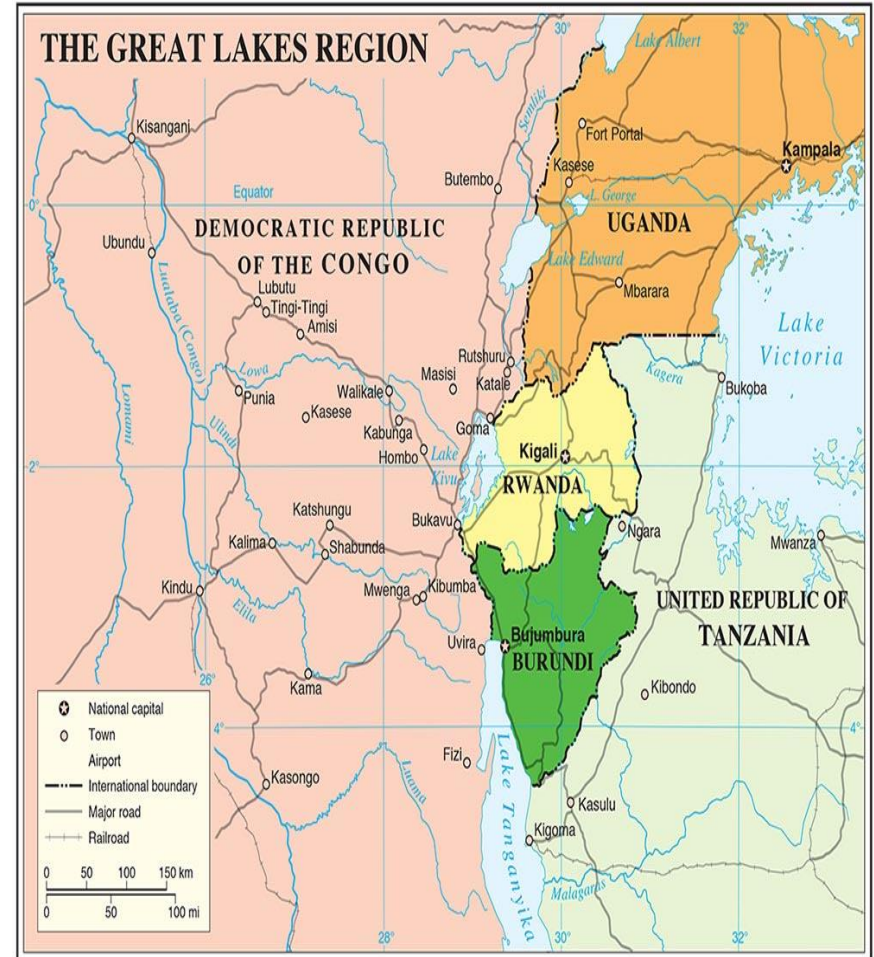 THE GREAT LAKES REGION
30°
32°
Lake Albert
Semliki
Kisangani
Fort Portal
Kampala
Kasese
Butembo
Equator
L. George
0°
0°
DEMOCRATIC REPUBLIC
OF THE CONGO
UGANDA
Ubundu
Lake Edward
Lualaba (Congo)
Lubutu
Tingi-Tingi
Mbarara
Amisi
Lake
Victoria
Rutshuru
Lowa
Masisi
Katale
Kagera
Lomami
Punia
Walikale
Bukoba
Kasese
Kabunga
Goma
Ulindi
Hombo
Lake
Kivu
Kigali
2°
2°
RWANDA
Katshungu
Bukavu
Ngara
Kalima
Shabunda
Mwanza
Kindu
Elila
Mwenga
Kibumba
UNITED REPUBLIC OF
TANZANIA
Uvira
Bujumbura
BURUNDI
26°
Kama
Kibondo
National capital
Town
Airport
International boundary
Major road
Railroad
0 50 100 150 km
0 50 100 mi
4°
4°
Fizi
Kasongo
Luama
Lake Tanganyika
Kasulu
Kigoma
Malagaras
28°
30°
32°